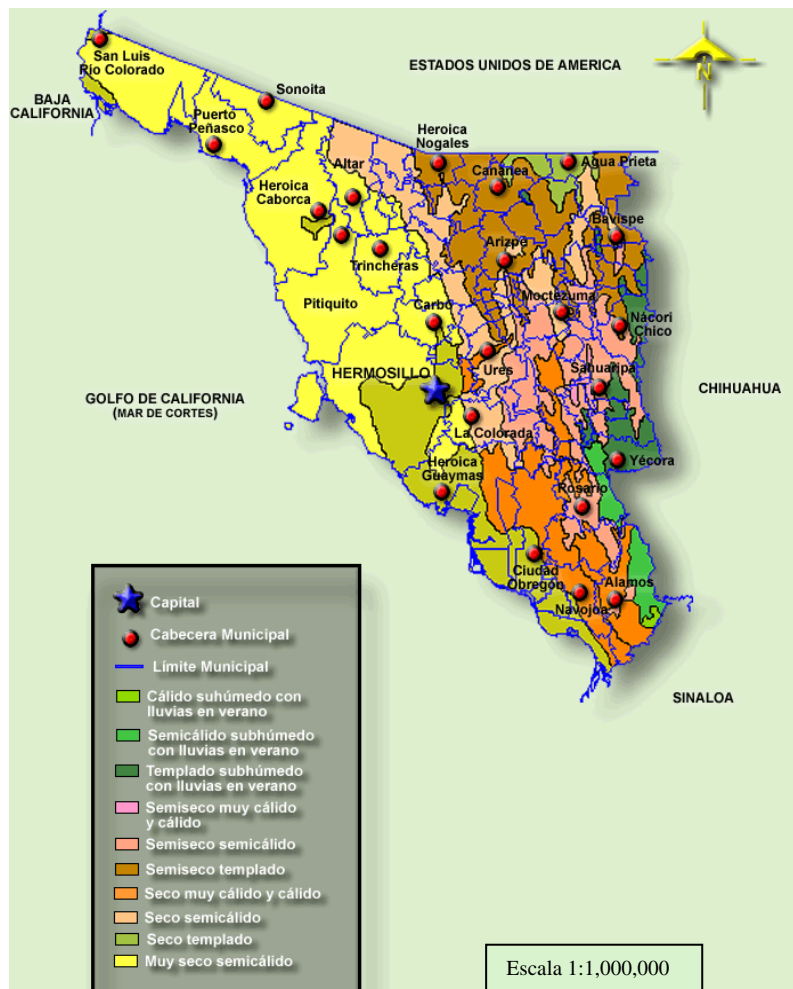 ESTADOS UNIDOS DE AMERICA
N
San Luis
Río Colorado
BAJA
CALIFORNIA
Sonoita
Puerto
Peñasco
Heroica
Nogales
Agua Prieta
Cananea
Altar
Heroica
Caborca
Bavispe
Arizpe
Trincheras
Pitiquito
Carbó
Moctezuma
Nácori
Chico
HERMOSILLO
Ures
Sahuaripa
CHIHUAHUA
GOLFO DE CALIFORNIA
(MAR DE CORTES)
La Colorada
Heroica
Guaymas
Yécora
Rosario
Ciudad
Obregón
Alamos
Navojoa
SINALOA
Capital
Cabecera Municipal
Límite Municipal
Cálido suhúmedo con
lluvias en verano
Semicálido subhúmedo
con lluvias en verano
Templado subhúmedo
con lluvias en verano
Semiseco muy cálido
y cálido
Semiseco semicálido
Semiseco templado
Seco muy cálido y cálido
Seco semicálido
Seco templado
Muy seco semicálido
Escala 1:1,000,000